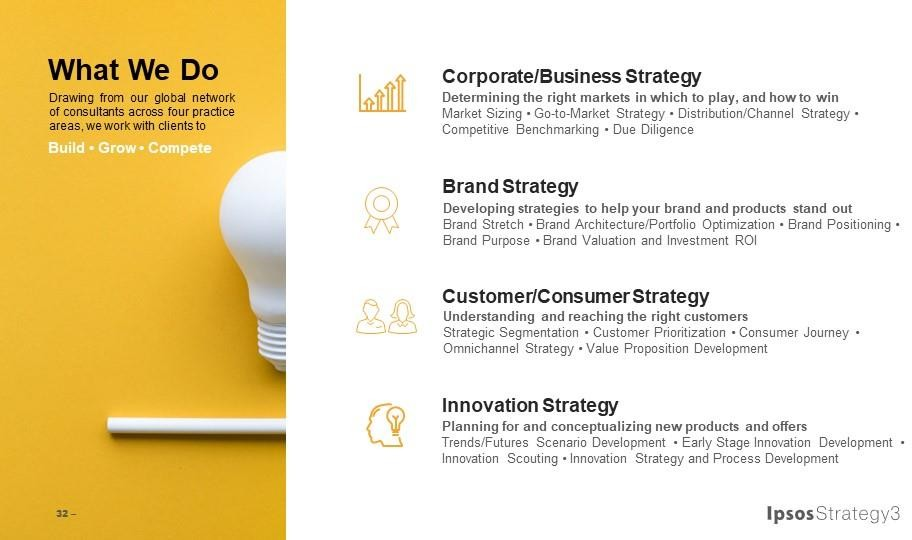 What We Do
Drawing from our global network
of consultants across four practice
areas, we work with clients to
Build • Grow • Compete
Corporate/Business Strategy
Determining the right markets in which to play, and how to win
Market Sizing • Go-to-Market Strategy • Distribution/Channel Strategy •
Competitive Benchmarking • Due Diligence
Brand Strategy
Developing strategies to help your brand and products stand out
Brand Stretch • Brand Architecture/Portfolio Optimization • Brand Positioning •
Brand Purpose • Brand Valuation and Investment ROI
Customer/Consumer Strategy
Understanding and reaching the right customers
Strategic Segmentation • Customer Prioritization • Consumer Journey •
Omnichannel Strategy • Value Proposition Development
Innovation Strategy
Planning for and conceptualizing new products and offers
Trends/Futures Scenario Development • Early Stage Innovation Development •
Innovation Scouting • Innovation Strategy and Process Development
32 –
IpsosStrategy3